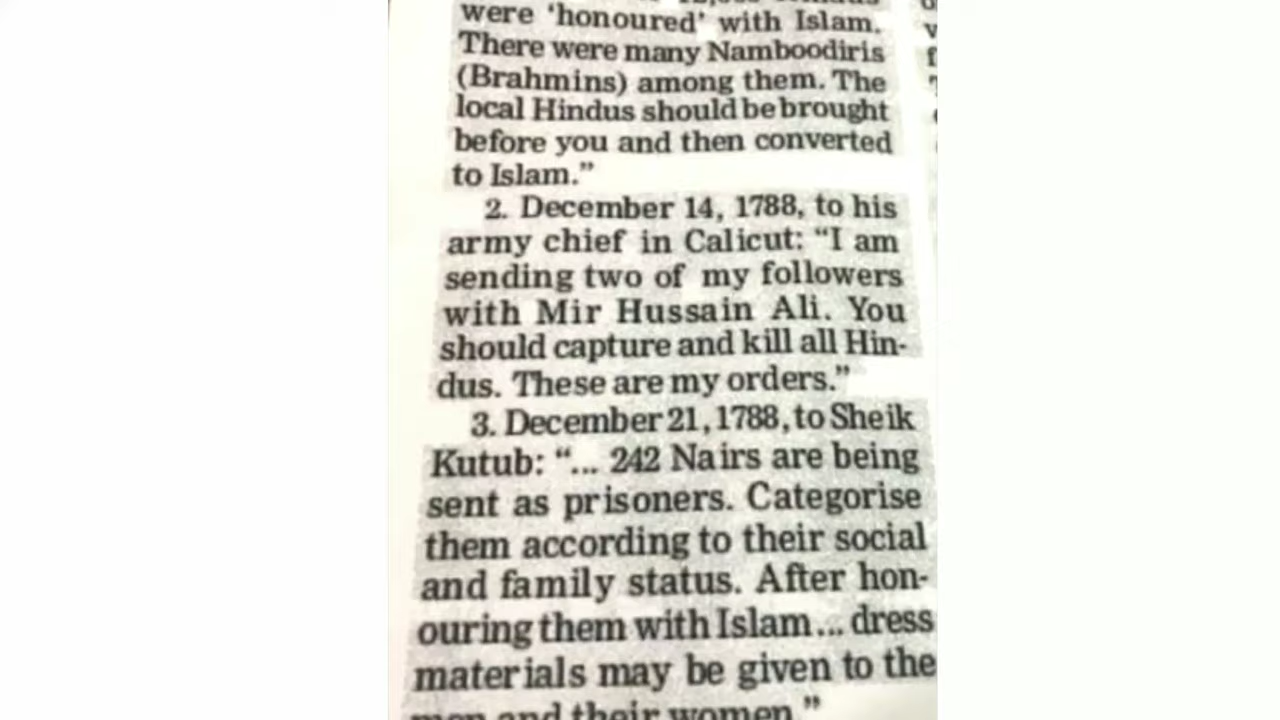 were ‘honoured’ with Islam.
There were many Namboodiris
(Brahmins) among them. The
local Hindus should be brought
before you and then converted
to Islam.”
2. December 14, 1788, to his
army chief in Calicut: “I am
sending two of my followers
with Mir Hussain Ali. You
should capture and kill all Hin-
dus. These are my orders.”
3. December 21, 1788, to Sheik
Kutub: “... 242 Nairs are being
sent as prisoners. Categorise
them according to their social
and family status. After hon-
ouring them with Islam... dress
materials may be given to the
men and their women.”